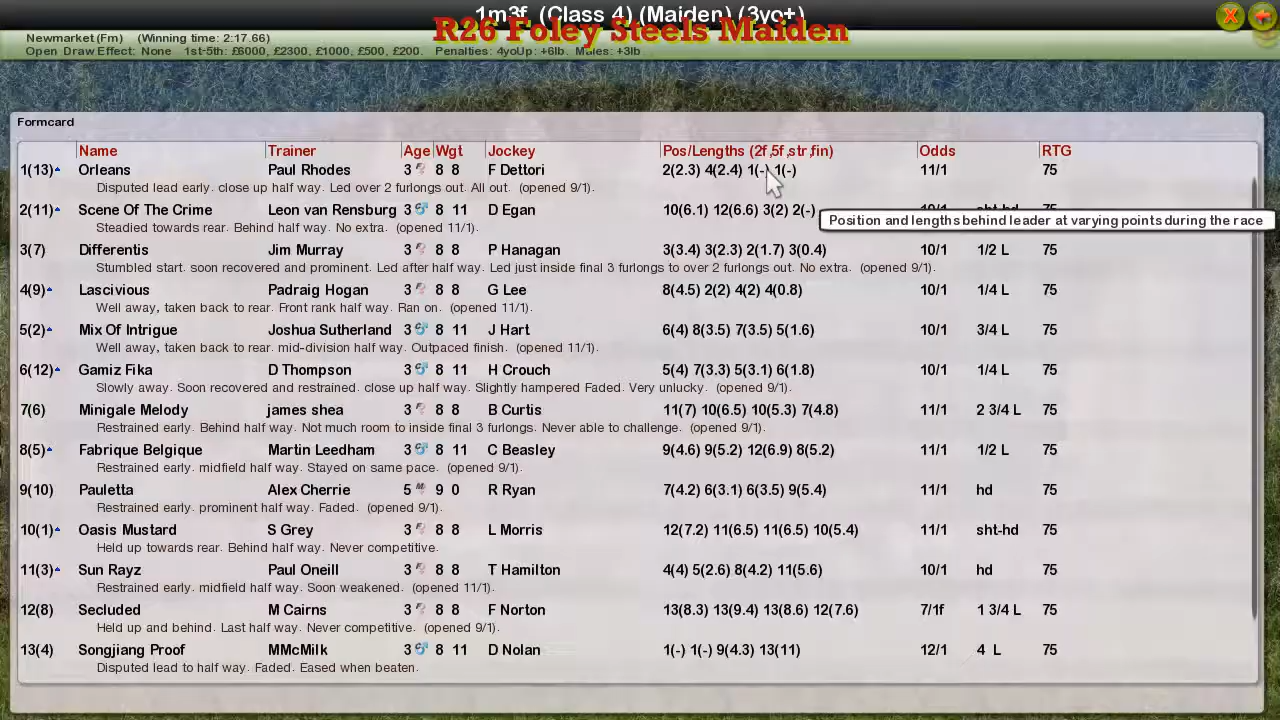 1m3f, (Class 4) (Maiden) (3yo+)
R26 Foley Steels Maiden
Newmarket(Fm) (Winning time: 2:17.66)
Open Draw Effect: None 1st-5th: £6000, £2300, £1000, £500, £200. Penalties: 4yoUp: +6lb. Males: +3lb
Formcard
Name Trainer Age Wgt Jockey Pos/Lengths (2f,5f,str,fin) Odds RTG
1(13) Orleans Paul Rhodes 3 8 8 F Dettori 2(2.3) 4(2.4) 1(-) 1(-) 11/1 75
Disputed lead early. close up half way. Led over 2 furlongs out. All out. (opened 9/1).
2(11) Scene Of The Crime Leon van Rensburg 3 8 11 D Egan 10(6.1) 12(6.6) 3(2) 2(-) 10/1 sht-hd 75
Position and lengths behind leader at varying points during the race
Steadied towards rear. Behind half way. No extra. (opened 11/1).
3(7) Differentis Jim Murray 3 8 8 P Hanagan 3(3.4) 3(2.3) 2(1.7) 3(0.4) 10/1 1/2 L 75
Stumbled start. soon recovered and prominent. Led after half way. Led just inside final 3 furlongs to over 2 furlongs out. No extra. (opened 9/1).
4(9) Lascivious Padraig Hogan 3 8 8 G Lee 8(4.5) 2(2) 4(2) 4(0.8) 10/1 1/4 L 75
Well away, taken back to rear. Front rank half way. Ran on. (opened 11/1).
5(2) Mix Of Intrigue Joshua Sutherland 3 8 11 J Hart 6(4) 8(3.5) 7(3.5) 5(1.6) 10/1 3/4 L 75
Well away, taken back to rear. mid-division half way. Outpaced finish. (opened 11/1).
6(12) Gamiz Fika D Thompson 3 8 11 H Crouch 5(4) 7(3.3) 5(3.1) 6(1.8) 10/1 1/4 L 75
Slowly away. Soon recovered and restrained. close up half way. Slightly hampered Faded. Very unlucky. (opened 9/1).
7(6) Minigale Melody james shea 3 8 8 B Curtis 11(7) 10(6.5) 10(5.3) 7(4.8) 11/1 2 3/4 L 75
Restrained early. Behind half way. Not much room to inside final 3 furlongs. Never able to challenge. (opened 9/1).
8(5) Fabrique Belgique Martin Leedham 3 8 11 C Beasley 9(4.6) 9(5.2) 12(6.9) 8(5.2) 11/1 1/2 L 75
Restrained early. midfield half way. Stayed on same pace. (opened 9/1).
9(10) Pauletta Alex Cherrie 5 9 0 R Ryan 7(4.2) 6(3.1) 6(3.5) 9(5.4) 11/1 hd 75
Restrained early. prominent half way. Faded. (opened 9/1).
10(1) Oasis Mustard S Grey 3 8 8 L Morris 12(7.2) 11(6.5) 11(6.5) 10(5.4) 11/1 sht-hd 75
Held up towards rear. Behind half way. Never competitive.
11(3) Sun Rayz Paul Oneill 3 8 8 T Hamilton 4(4) 5(2.6) 8(4.2) 11(5.6) 10/1 hd 75
Restrained early. midfield half way. Soon weakened. (opened 11/1).
12(8) Secluded M Cairns 3 8 8 F Norton 13(8.3) 13(9.4) 13(8.6) 12(7.6) 7/1f 1 3/4 L 75
Held up and behind. Last half way. Never competitive. (opened 9/1).
13(4) Songjiang Proof MMcMilk 3 8 11 D Nolan 1(-) 1(-) 9(4.3) 13(11) 12/1 4 L 75
Disputed lead to half way. Faded. Eased when beaten.